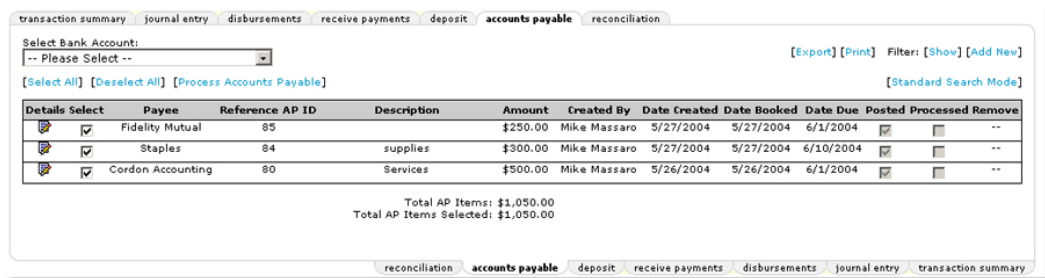 transaction summary journal entry disbursements receive payments deposit accounts payable reconciliation
Select Bank Account:
-- Please Select --
[Export] [Print] Filter: [Show] [Add New]
[Select All] [Deselect All] [Process Accounts Payable] [Standard Search Mode]
Details Select Payee Reference AP ID Description Amount Created By Date Created Date Booked Date Due Posted Processed Remove
Fidelity Mutual 85 $250.00 Mike Massaro 5/27/2004 5/27/2004 6/1/2004 --
Staples 84 supplies $300.00 Mike Massaro 5/27/2004 5/27/2004 6/10/2004 --
Cordon Accounting 80 Services $500.00 Mike Massaro 5/26/2004 5/26/2004 6/1/2004 --
Total AP Items: $1,050.00
Total AP Items Selected: $1,050.00
reconciliation accounts payable deposit receive payments disbursements journal entry transaction summary